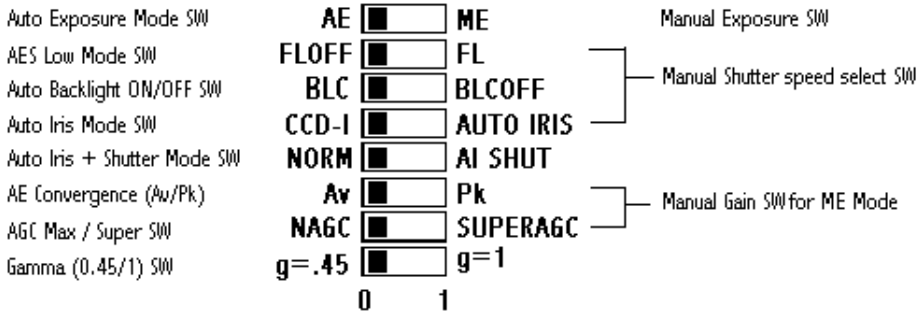 Auto Exposure Mode SW AE ME Manual Exposure SW
AES Low Mode SW FLOFF FL
Manual Shutter speed select SW
Auto Backlight ON/OFF SW BLC BLCOFF
Auto Iris Mode SW CCD-I AUTO IRIS
Auto Iris + Shutter Mode SW NORM AI SHUT
AE Convergence (Av/Pk) Av Pk
Manual Gain SW for ME Mode
AGC Max / Super SW NAGC SUPERAGC
Gamma (0.45/1) SW g=.45 g=1
0 1